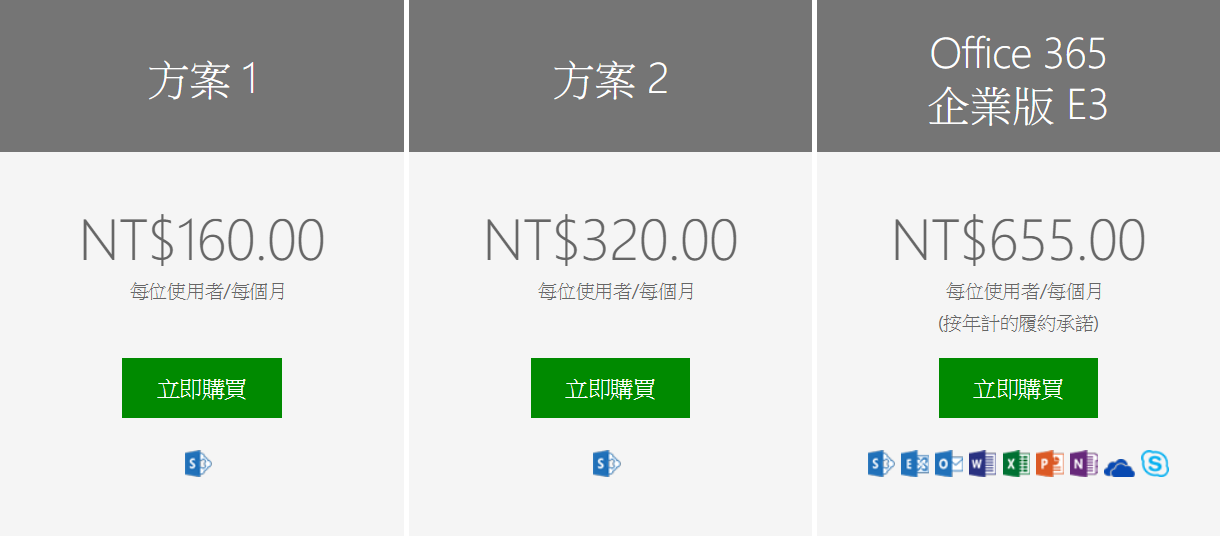 方案 1
NT$160.00
每位使用者/每個月
立即購買
S
方案 2
NT$320.00
每位使用者/每個月
立即購買
S
Office 365
企業版 E3
NT$655.00
每位使用者/每個月
(按年計的履約承諾)
立即購買
S E O W X P N S